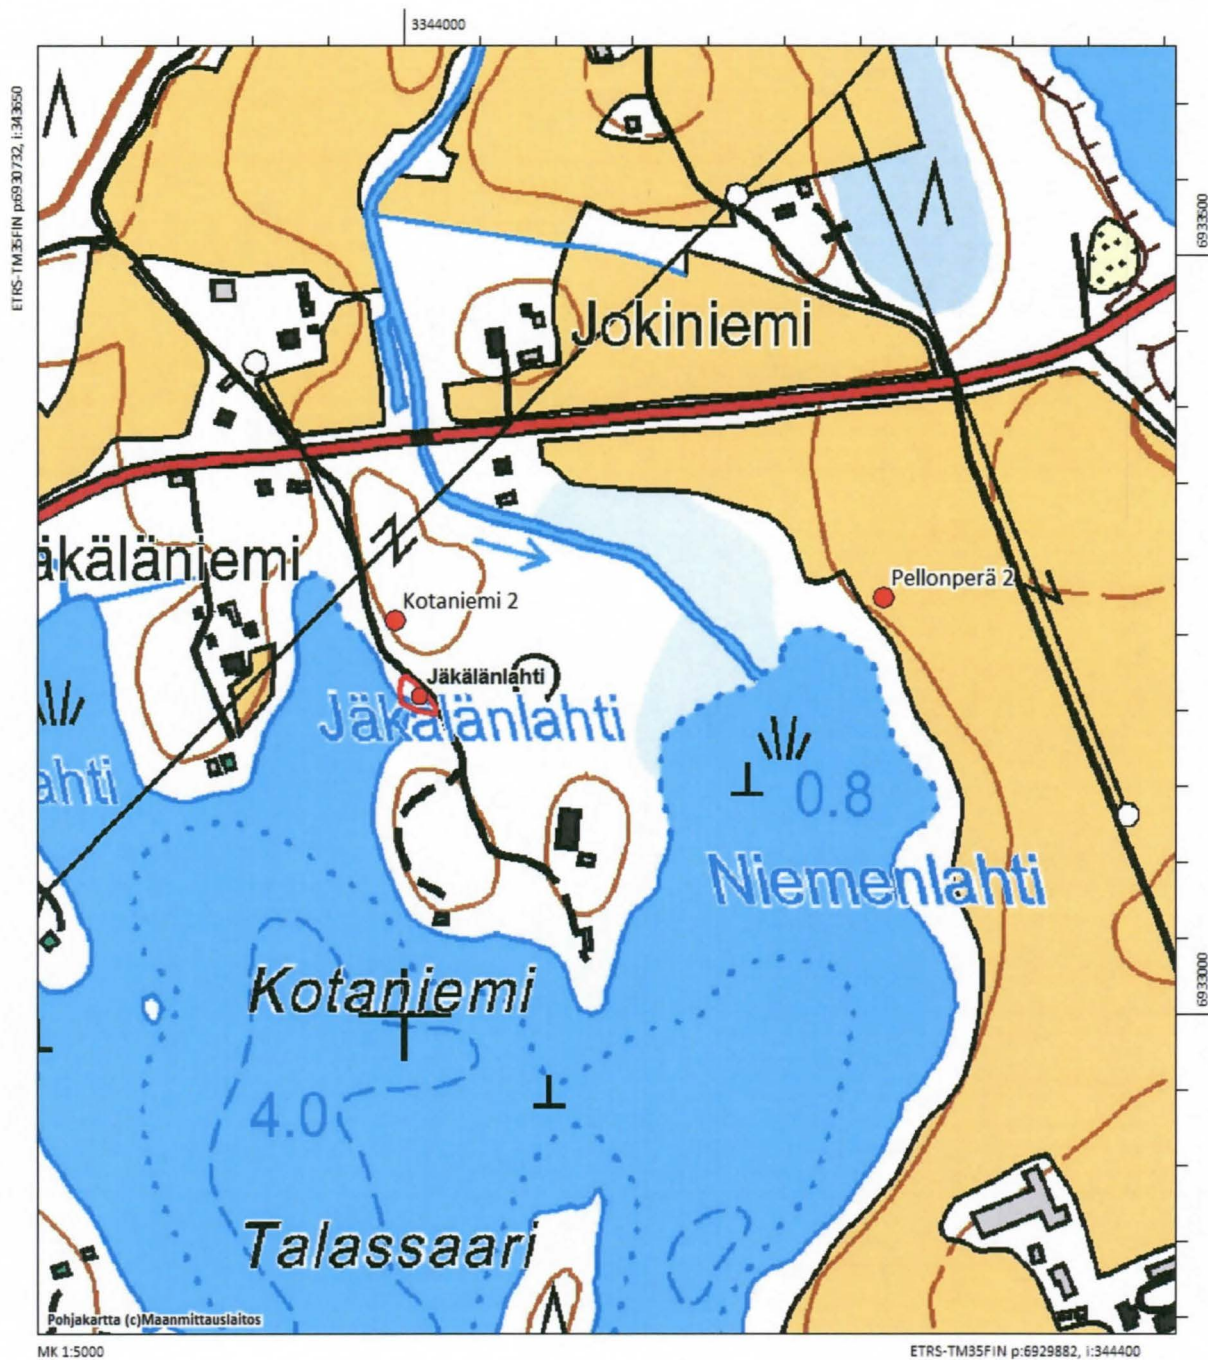 3344000
ETRS-TM35FIN p:6930732, i:343650
6933500
Jokiniemi
äkäläniemi
Pellonperä 2
Kotaniemi 2
Jäkälänlahti
Jäkälänlahti
ahti
0.8
Niemenlahti
Kotaniemi
6933000
4.0
Talassaari
Pohjakartta (c)Maanmittauslaitos
MK 1:5000
ETRS-TM35FIN p:6929882, i:344400